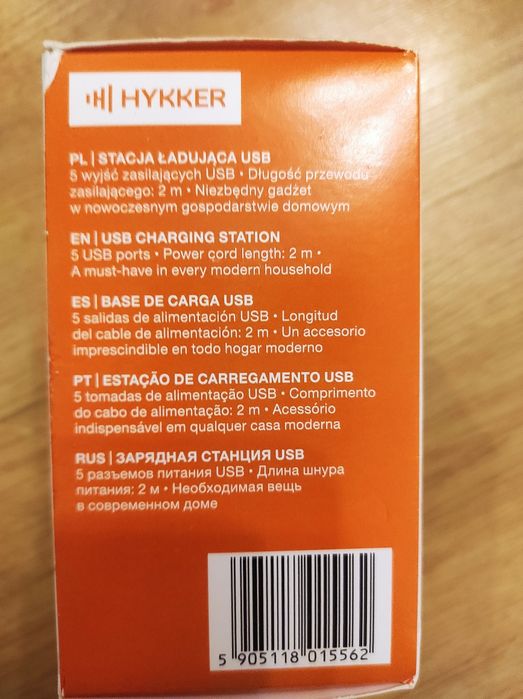 HYKKER
PL | STACJA ŁADUJĄCA USB
5 wyjść zasilających USB • Długość przewodu
zasilającego: 2 m • Niezbędny gadżet
w nowoczesnym gospodarstwie domowym
EN | USB CHARGING STATION
5 USB ports • Power cord length: 2 m •
A must-have in every modern household
ES | BASE DE CARGA USB
5 salidas de alimentación USB • Longitud
del cable de alimentación: 2 m • Un accesorio
imprescindible en todo hogar moderno
PT | ESTAÇÃO DE CARREGAMENTO USB
5 tomadas de alimentação USB • Comprimento
do cabo de alimentação: 2 m • Acessório
indispensável em qualquer casa moderna
RUS | ЗАРЯДНАЯ СТАНЦИЯ USB
5 разъемов питания USB • Длина шнура
питания: 2 м • Необходимая вещь
в современном доме
5 905118 015562